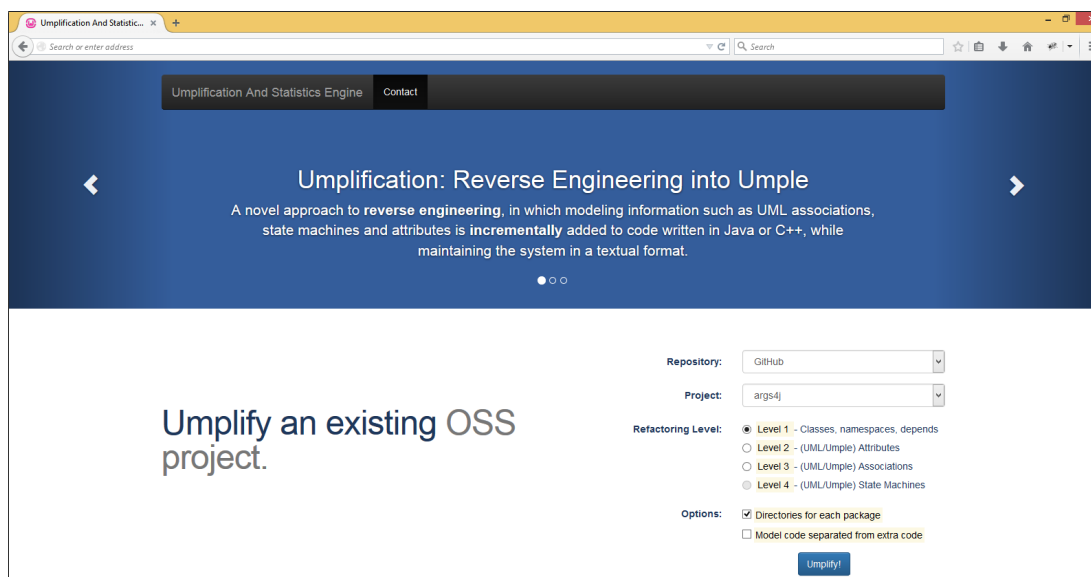 Umplification And Statistic...
Search or enter address
Search
Umplification And Statistics Engine Contact
Umplification: Reverse Engineering into Umple
A novel approach to reverse engineering, in which modeling information such as UML associations,
state machines and attributes is incrementally added to code written in Java or C++, while
maintaining the system in a textual format.
Umplify an existing OSS
project.
Repository: GitHub
Project: args4j
Refactoring Level: Level 1 - Classes, namespaces, depends
Level 2 - (UML/Umple) Attributes
Level 3 - (UML/Umple) Associations
Level 4 - (UML/Umple) State Machines
Options: Directories for each package
Model code separated from extra code
Umplify!